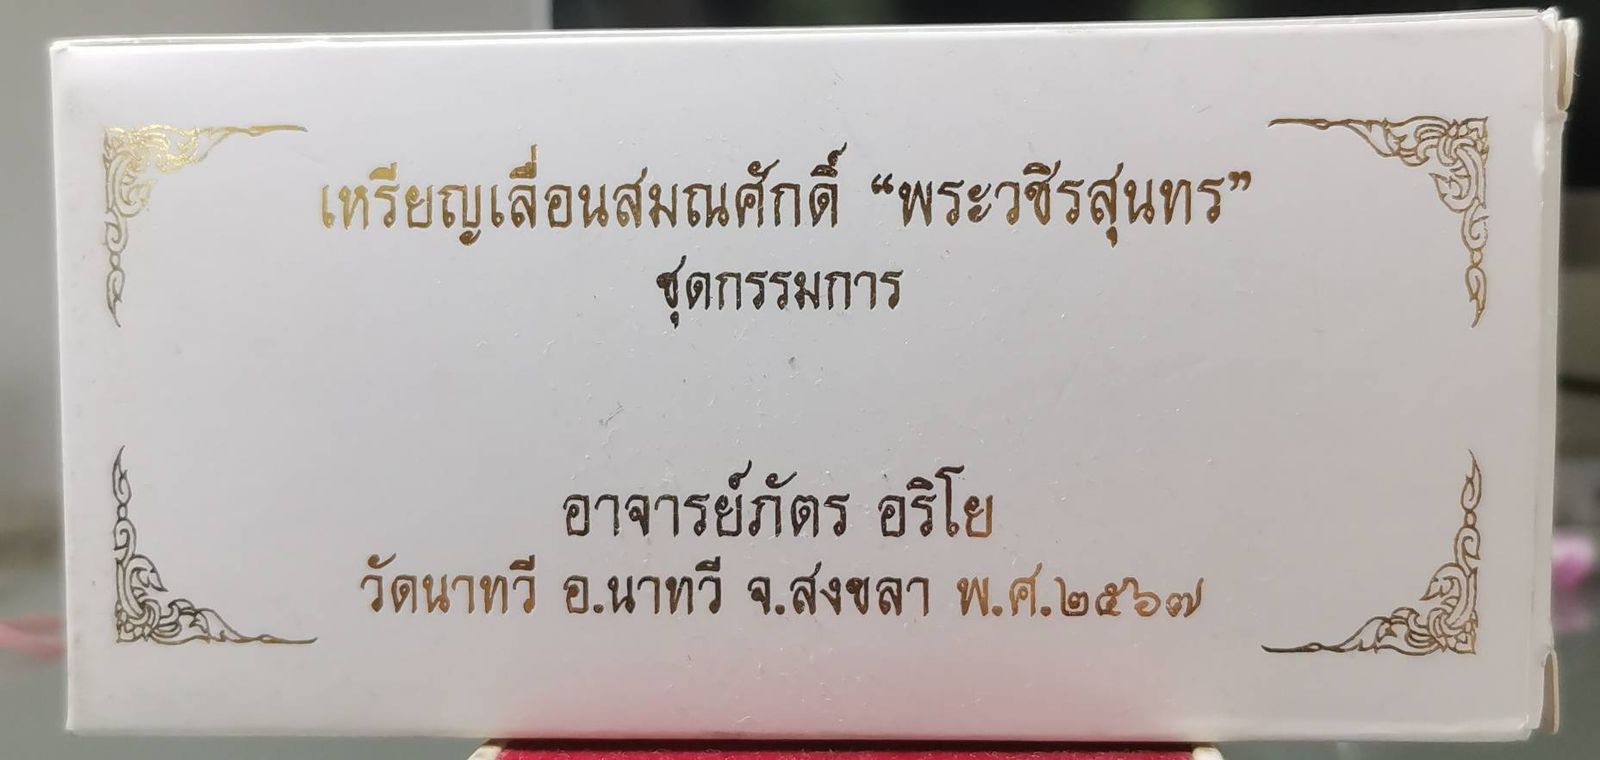 เหรียญเลื่อนสมณศักดิ์ “พระวชิรสุนทร”
ชุดกรรมการ
อาจารย์ภัตร อริโย
วัดนาทวี อ.นาทวี จ.สงขลา พ.ศ.๒๕๖๗